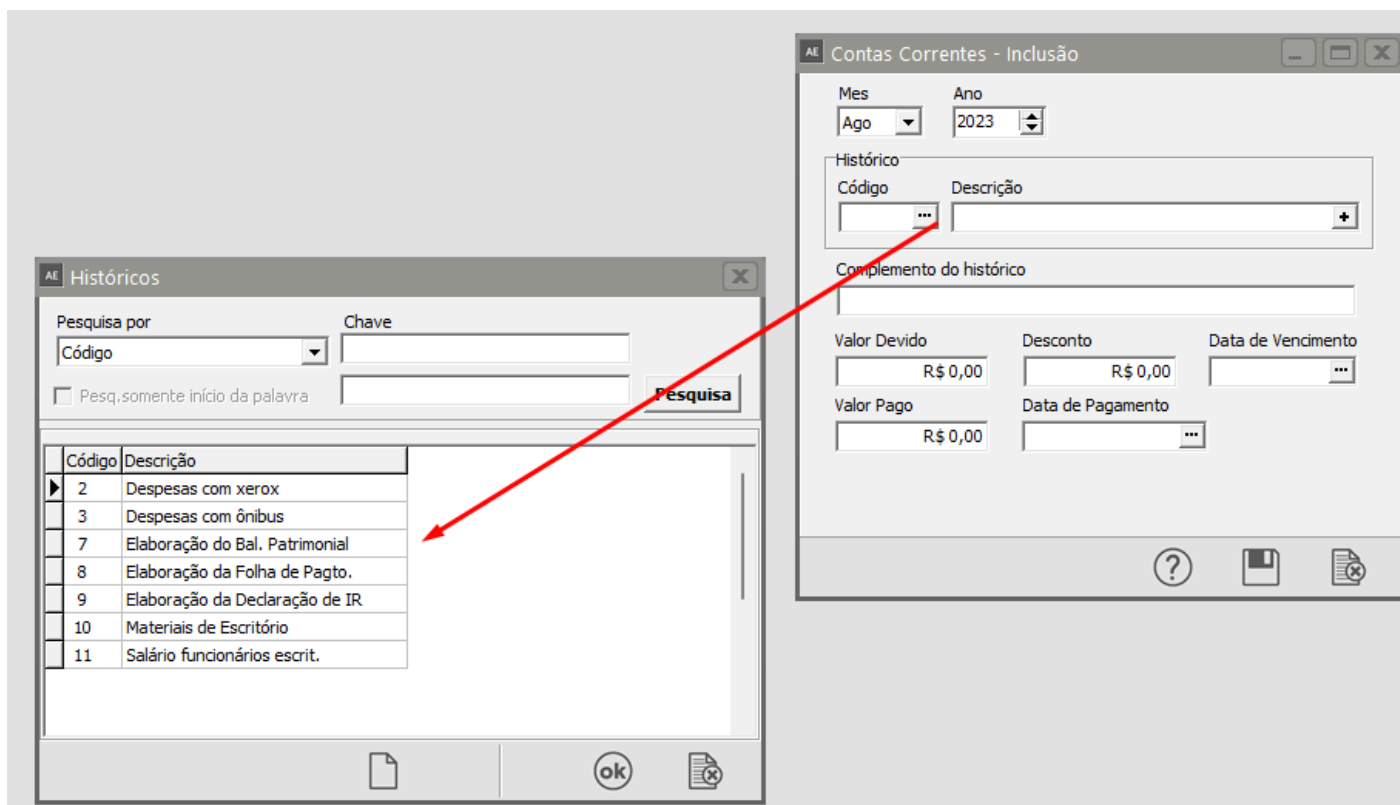 AE Contas Correntes - Inclusão
Mes Ano
Ago 2023
Histórico
Código Descrição
... +
Complemento do histórico
Valor Devido Desconto Data de Vencimento
R$ 0,00 R$ 0,00 ...
Valor Pago Data de Pagamento
R$ 0,00 ...
?
AE Históricos
Pesquisa por Chave
Código
Pesq.somente início da palavra Pesquisa
Código Descrição
2 Despesas com xerox
3 Despesas com ônibus
7 Elaboração do Bal. Patrimonial
8 Elaboração da Folha de Pagto.
9 Elaboração da Declaração de IR
10 Materiais de Escritório
11 Salário funcionários escrit.
ok